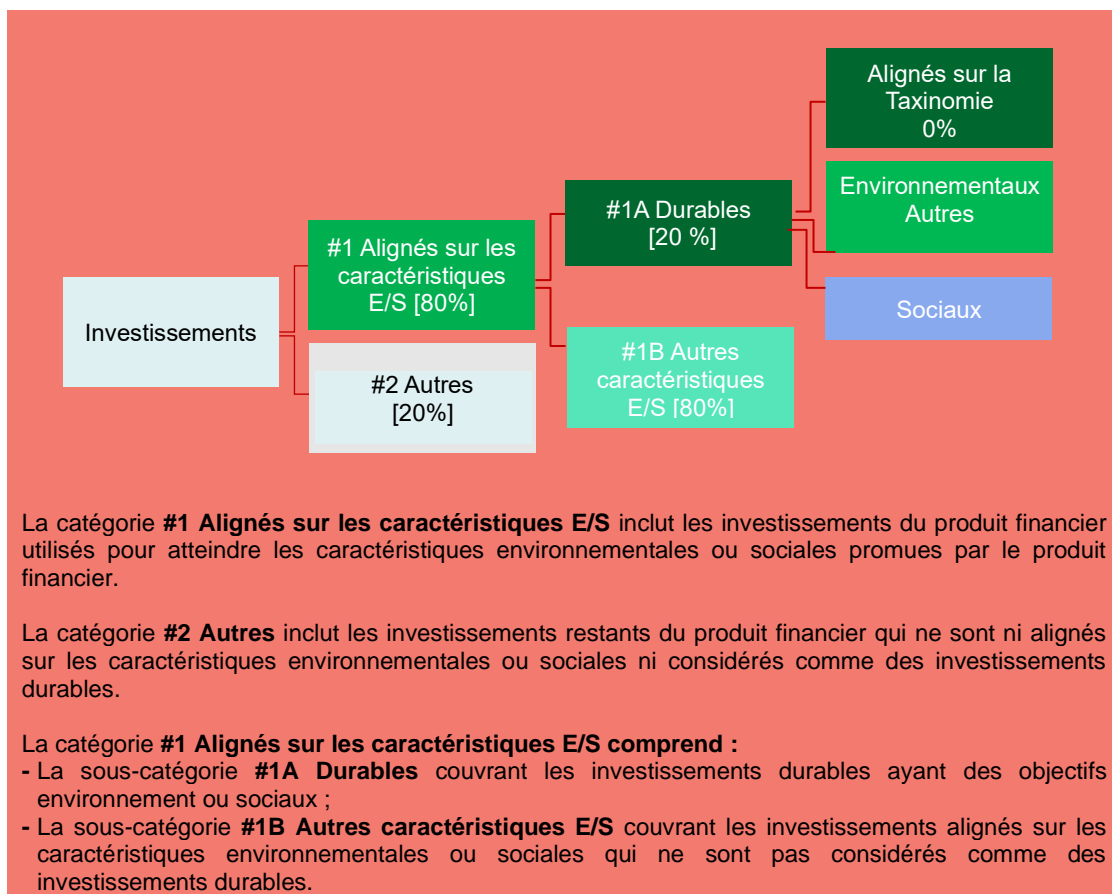 Alignés sur la
Taxinomie
0%
Environnementaux
Autres
#1A Durables
[20 %]
#1 Alignés sur les
caractéristiques
E/S [80%]
Sociaux
Investissements
#1B Autres
caractéristiques
E/S [80%]
#2 Autres
[20%]
La catégorie #1 Alignés sur les caractéristiques E/S inclut les investissements du produit financier
utilisés pour atteindre les caractéristiques environnementales ou sociales promues par le produit
financier.
La catégorie #2 Autres inclut les investissements restants du produit financier qui ne sont ni alignés
sur les caractéristiques environnementales ou sociales ni considérés comme des investissements
durables.
La catégorie #1 Alignés sur les caractéristiques E/S comprend :
- La sous-catégorie #1A Durables couvrant les investissements durables ayant des objectifs
environnement ou sociaux ;
- La sous-catégorie #1B Autres caractéristiques E/S couvrant les investissements alignés sur les
caractéristiques environnementales ou sociales qui ne sont pas considérés comme des
investissements durables.